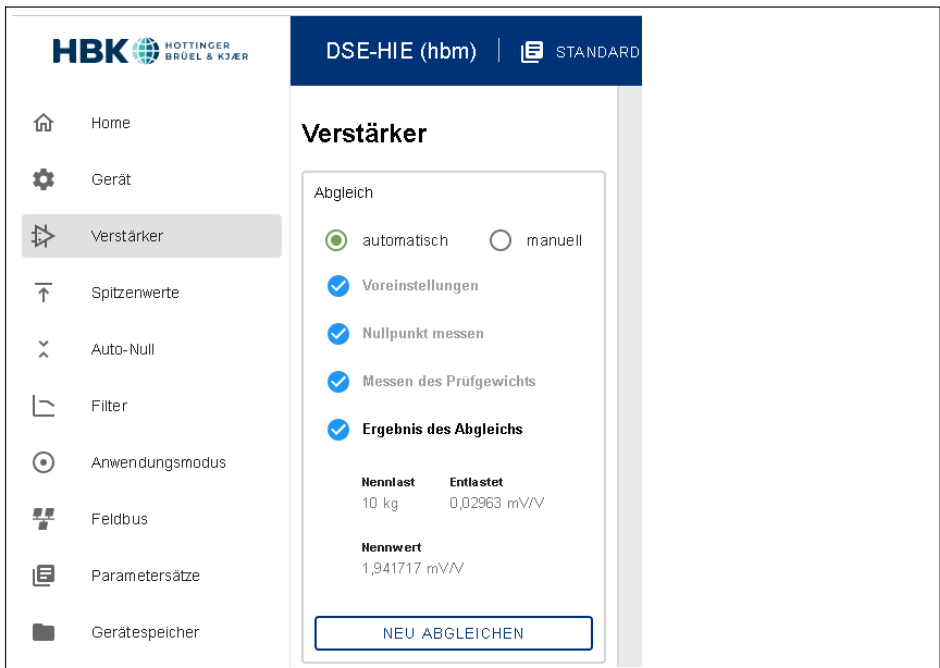 HBK HOTTINGER
BRÜEL & KJÆR
DSE-HIE (hbm) | STANDARD
Home
Gerät
Verstärker
Spitzenwerte
Auto-Null
Filter
Anwendungsmodus
Feldbus
Parametersätze
Gerätespeicher
Verstärker
Abgleich
automatisch manuell
Voreinstellungen
Nullpunkt messen
Messen des Prüfgewichts
Ergebnis des Abgleichs
Nennlast Entlastet
10 kg 0,02963 mV/V
Nennwert
1,941717 mV/V
NEU ABGLEICHEN